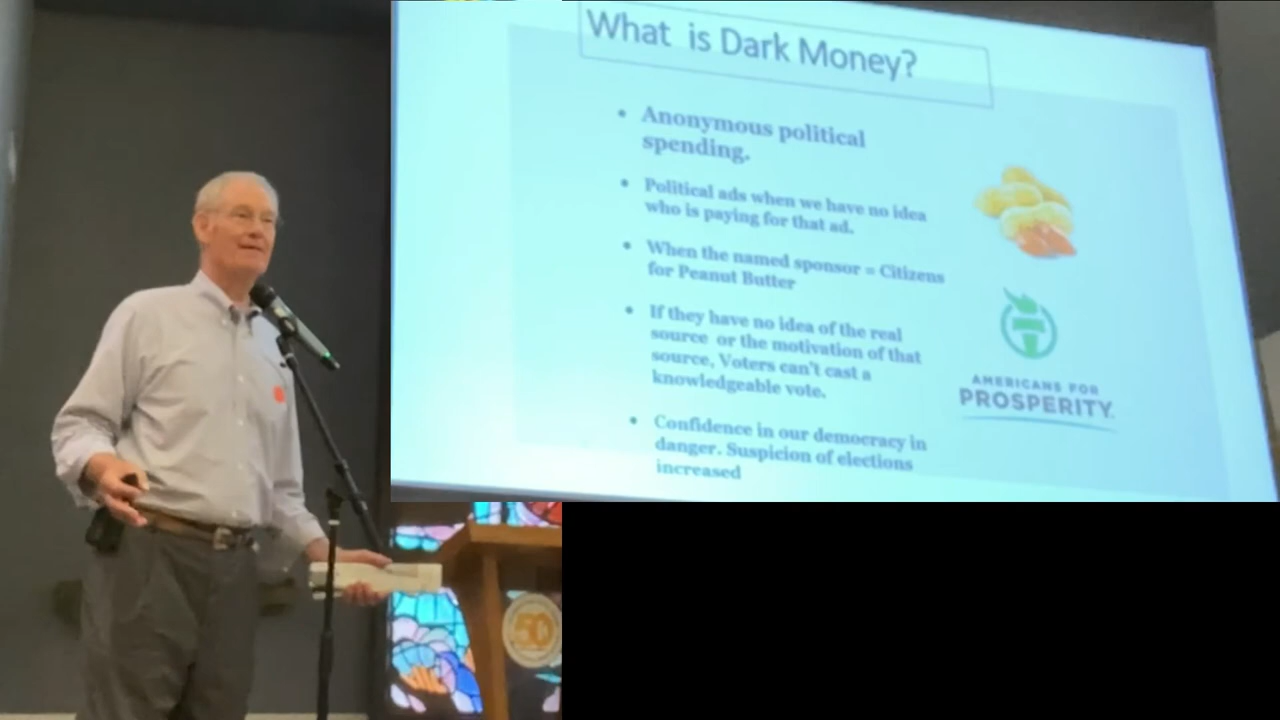 What is Dark Money?
• Anonymous political
spending.
• Political ads when we have no idea
who is paying for that ad.
• When the named sponsor = Citizens
for Peanut Butter
• If they have no idea of the real
source or the motivation of that
source, Voters can't cast a
knowledgeable vote.
• Confidence in our democracy in
danger. Suspicion of elections
increased
AMERICANS FOR
PROSPERITY
50